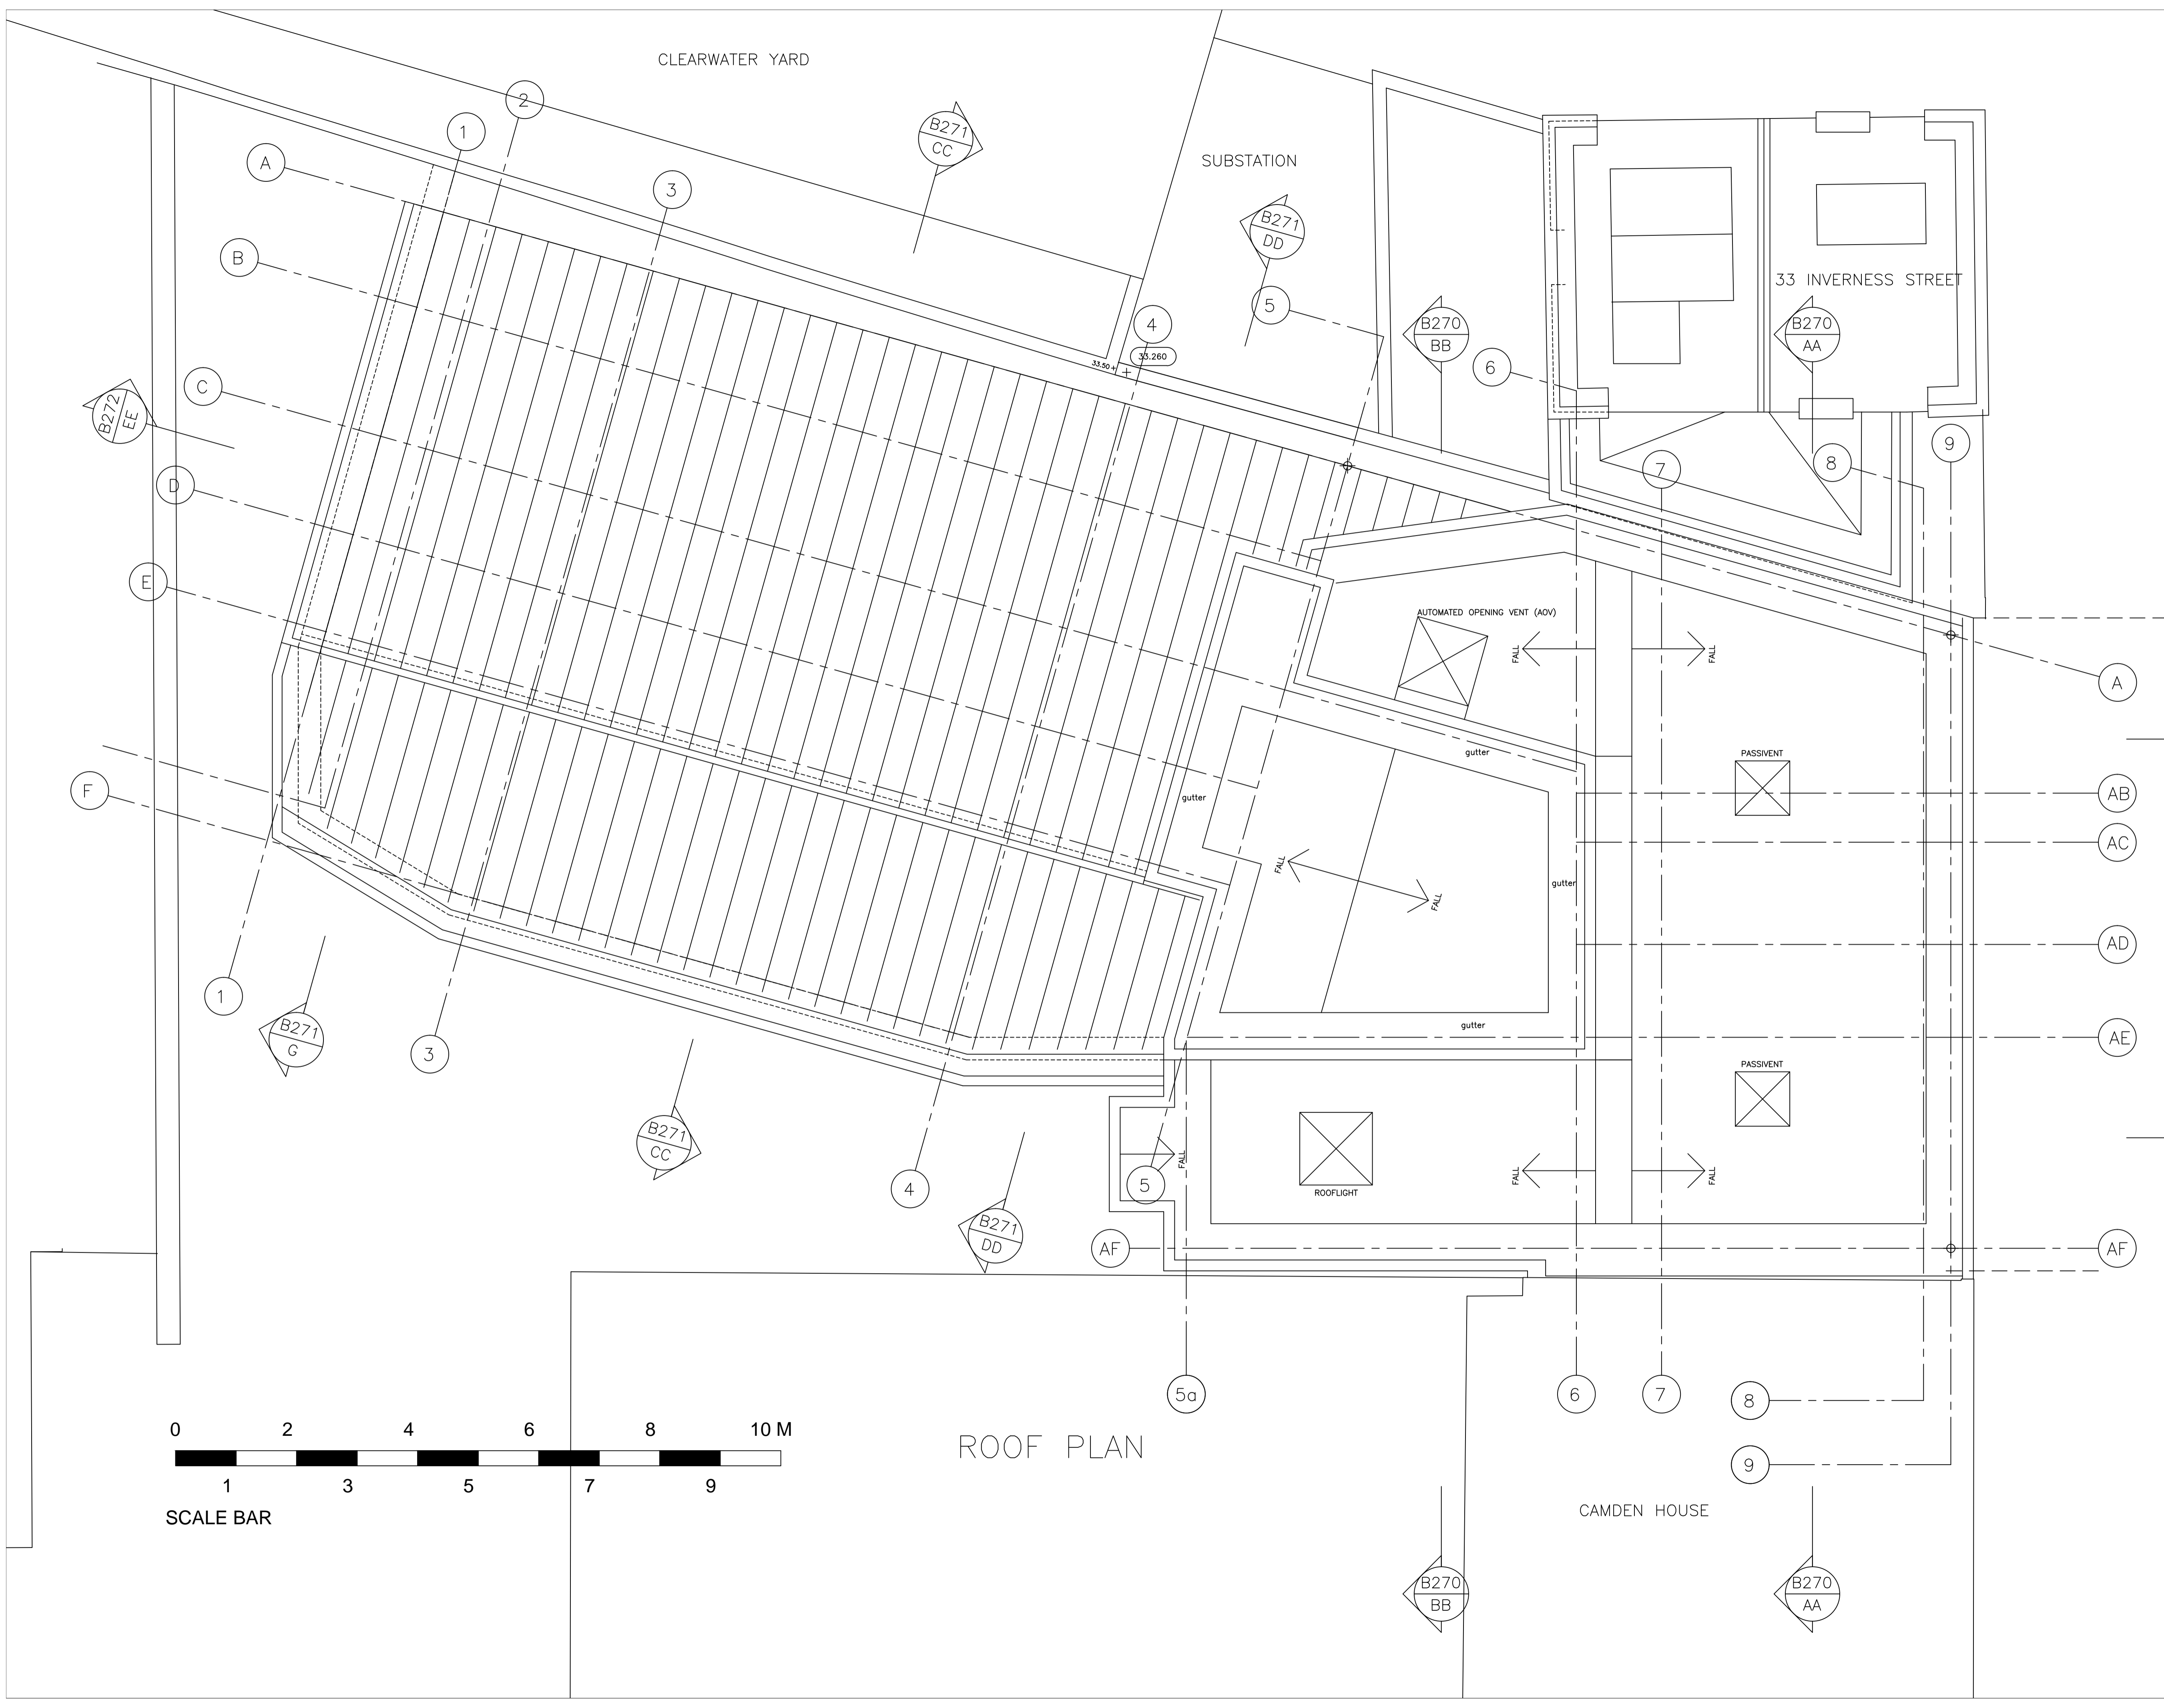 CLEARWATER YARD
2
1
B271
CC
A
SUBSTATION
3
B271
DD
B
33 INVERNESS STREET
5
4
B270
BB
B270
AA
33.50
33.260
6
C
B272
EE
9
8
7
D
E
AUTOMATED OPENING VENT (AOV)
FALL
FALL
A
gutter
PASSIVENT
F
gutter
AB
AC
FALL
FALL
gutter
AD
1
gutter
AE
B271
G
3
PASSIVENT
B271
CC
FALL
5
4
ROOFLIGHT
FALL
FALL
B271
DD
AF
AF
5a
6
7
8
0 2 4 6 8 10 M
ROOF PLAN
9
1 3 5 7 9
SCALE BAR
CAMDEN HOUSE
B270
BB
B270
AA